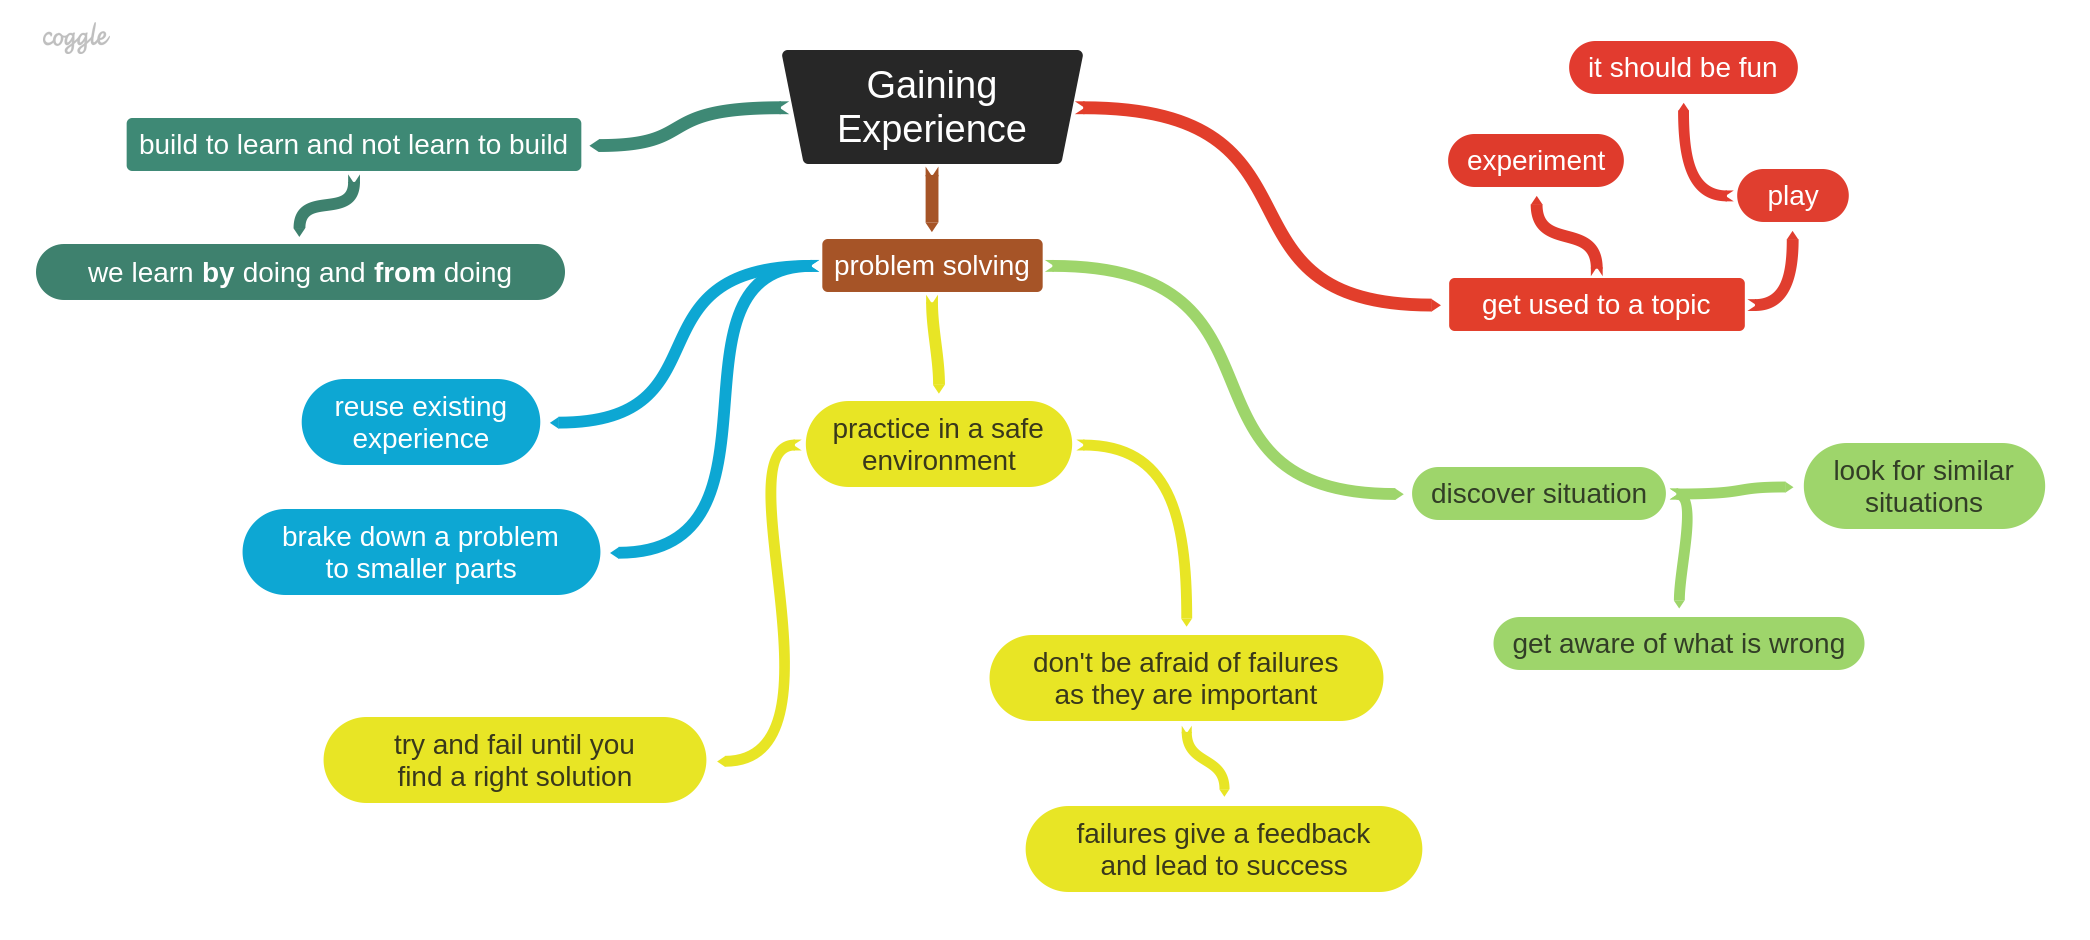 coggle
Gaining
Experience
build to learn and not learn to build
we learn by doing and from doing
it should be fun
experiment
play
get used to a topic
problem solving
reuse existing
experience
brake down a problem
to smaller parts
practice in a safe
environment
discover situation
look for similar
situations
get aware of what is wrong
don't be afraid of failures
as they are important
try and fail until you
find a right solution
failures give a feedback
and lead to success